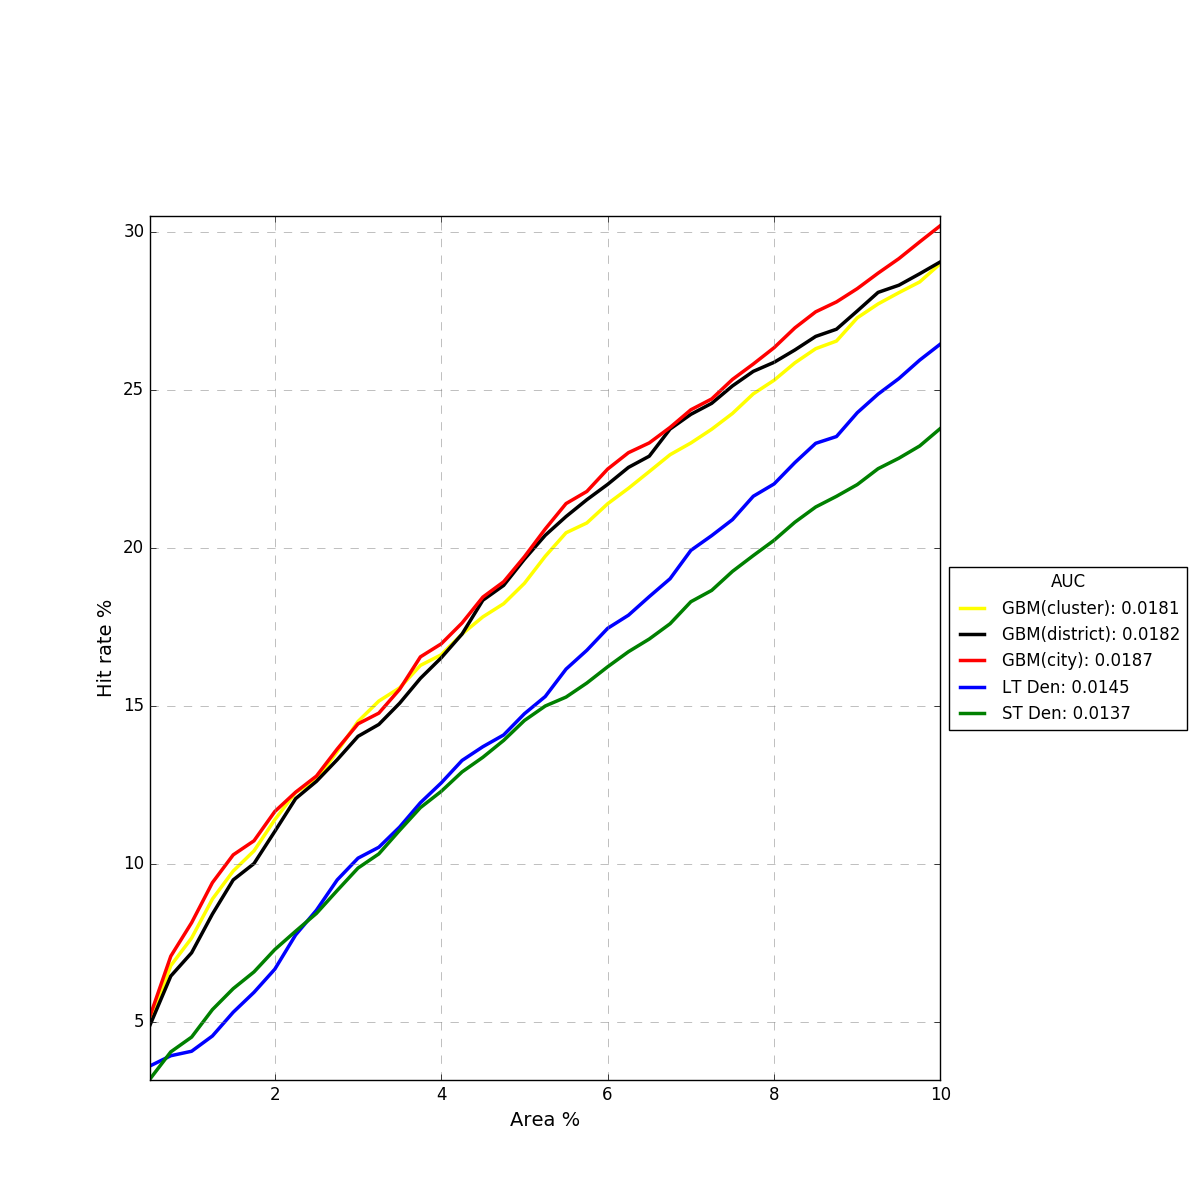 30
25
20
15
10
5
Hit rate %
2 4 6 8 10
Area %
AUC
GBM(cluster): 0.0181
GBM(district): 0.0182
GBM(city): 0.0187
LT Den: 0.0145
ST Den: 0.0137